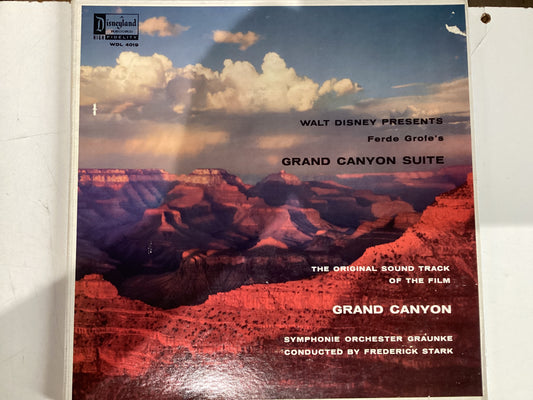 Disneyland
RECORDS
HIGH FIDELITY
WDL 4019
WALT DISNEY PRESENTS
Ferde Grofe's
GRAND CANYON SUITE
THE ORIGINAL SOUND TRACK
OF THE FILM
GRAND CANYON
SYMPHONIE ORCHESTER GRAUNKE
CONDUCTED BY FREDERICK STARK